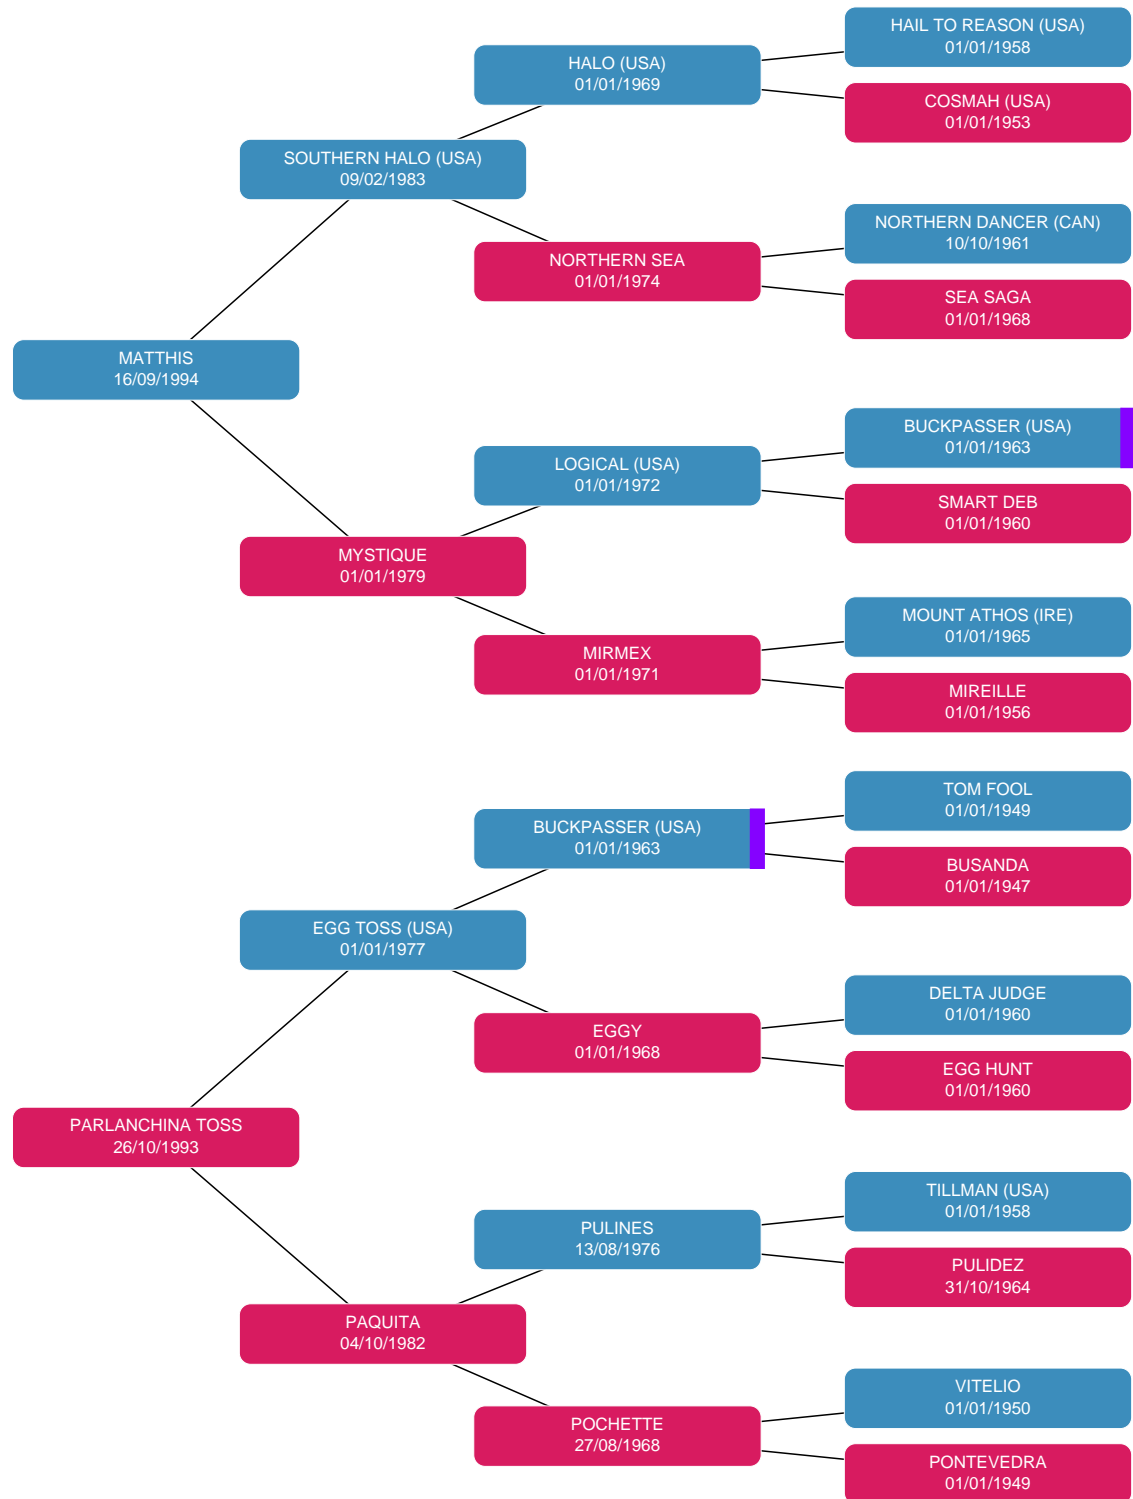 HAIL TO REASON (USA)
01/01/1958
HALO (USA)
01/01/1969
COSMAH (USA)
01/01/1953
SOUTHERN HALO (USA)
09/02/1983
NORTHERN DANCER (CAN)
10/10/1961
NORTHERN SEA
01/01/1974
SEA SAGA
01/01/1968
MATTHIS
16/09/1994
BUCKPASSER (USA)
01/01/1963
LOGICAL (USA)
01/01/1972
SMART DEB
01/01/1960
MYSTIQUE
01/01/1979
MOUNT ATHOS (IRE)
01/01/1965
MIRMEX
01/01/1971
MIREILLE
01/01/1956
TOM FOOL
01/01/1949
BUCKPASSER (USA)
01/01/1963
BUSANDA
01/01/1947
EGG TOSS (USA)
01/01/1977
DELTA JUDGE
01/01/1960
EGGY
01/01/1968
EGG HUNT
01/01/1960
PARLANCHINA TOSS
26/10/1993
TILLMAN (USA)
01/01/1958
PULINES
13/08/1976
PULIDEZ
31/10/1964
PAQUITA
04/10/1982
VITELIO
01/01/1950
POCHETTE
27/08/1968
PONTEVEDRA
01/01/1949